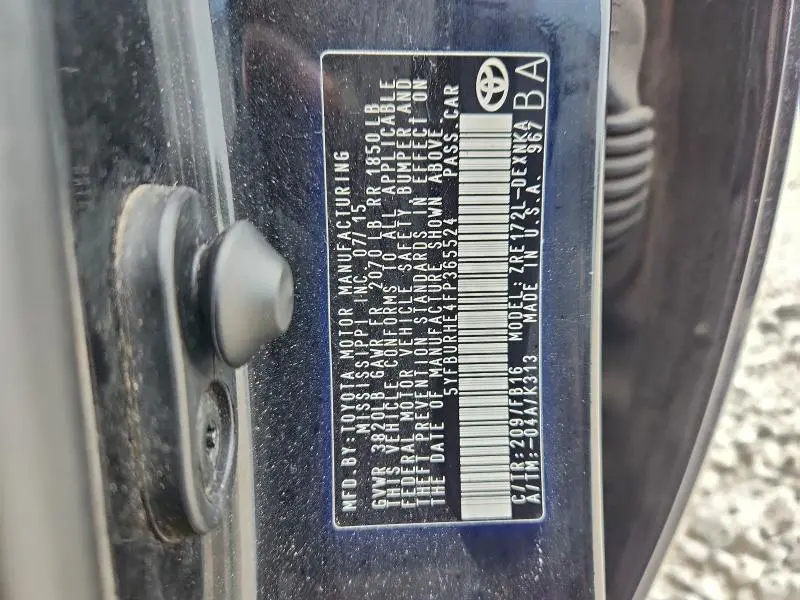 MFD.BY:TOYOTA MOTOR MANUFACTURING
MISSISSIPPI INC. 07/15
GVWR 3820LB GAWR FR 2070LB RR 1850LB
THIS VEHICLE CONFORMS TO ALL APPLICABLE
FEDERAL MOTOR VEHICLE SAFETY, BUMPER AND
THEFT PREVENTION STANDARDS IN EFFECT ON
THE DATE OF MANUFACTURE SHOWN ABOVE
5YFBURHE4FP365524 PASS.CAR
C/TR:209/FB16 MODEL:ZRE172L-DEXNKA
A/TM:-04A/K313 MADE IN U.S.A. 967
BA